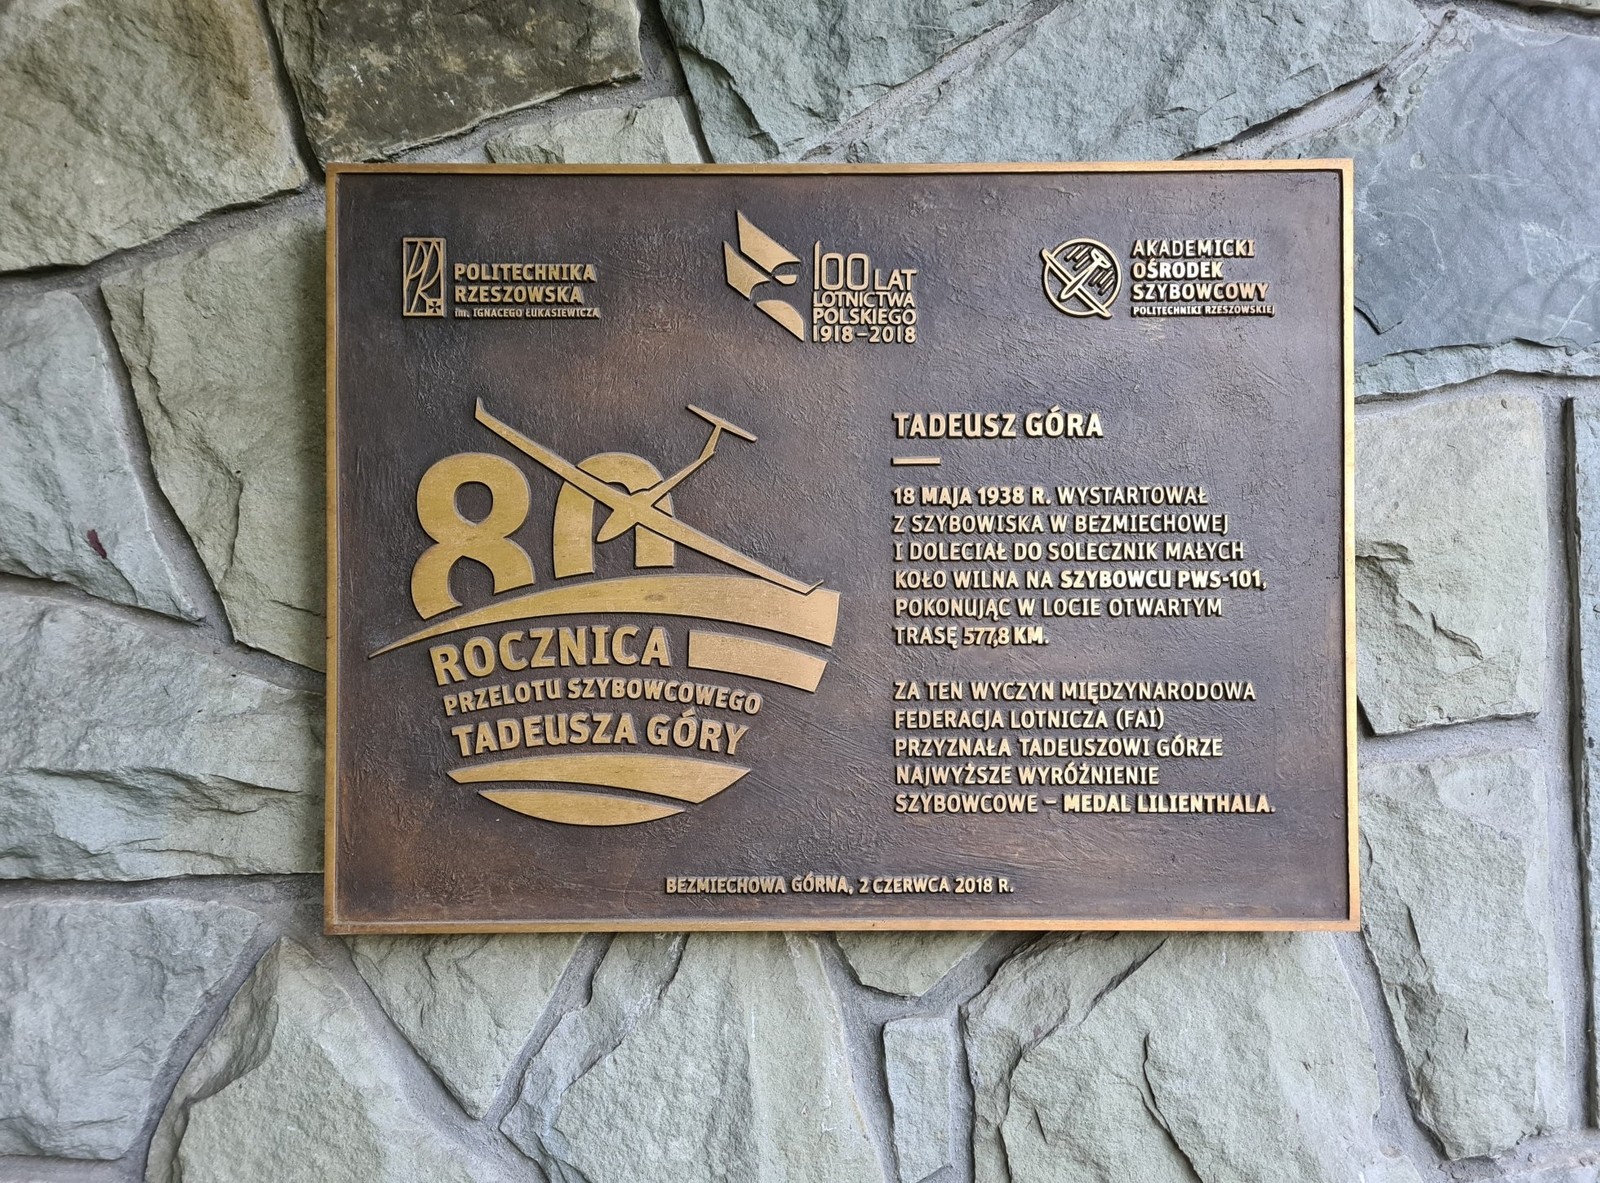 POLITECHNIKA
RZESZOWSKA
im. IGNACEGO ŁUKASIEWICZA
100 LAT
LOTNICTWA
POLSKIEGO
1918–2018
AKADEMICKI
OŚRODEK
SZYBOWCOWY
POLITECHNIKI RZESZOWSKIEJ
80
ROCZNICA
PRZELOTU SZYBOWCOWEGO
TADEUSZA GÓRY
TADEUSZ GÓRA
18 MAJA 1938 R. WYSTARTOWAŁ
Z SZYBOWISKA W BEZMIECHOWEJ
I DOLECIAŁ DO SOLECZNIK MAŁYCH
KOŁO WILNA NA SZYBOWCU PWS-101,
POKONUJĄC W LOCIE OTWARTYM
TRASĘ 577,8 KM.
ZA TEN WYCZYN MIĘDZYNARODOWA
FEDERACJA LOTNICZA (FAI)
PRZYZNAŁA TADEUSZOWI GÓRZE
NAJWYŻSZE WYRÓŻNIENIE
SZYBOWCOWE – MEDAL LILIENTHALA.
BEZMIECHOWA GÓRNA, 2 CZERWCA 2018 R.